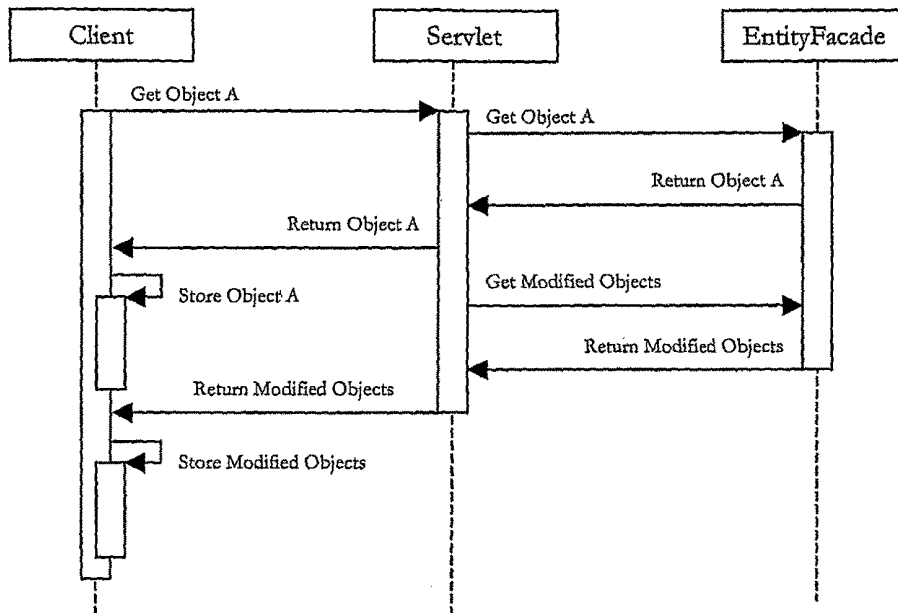 Client
Servlet
EntityFacade
Get Object A
Get Object A
Return Object A
Return Object A
Store Object A
Get Modified Objects
Return Modified Objects
Return Modified Objects
Store Modified Objects